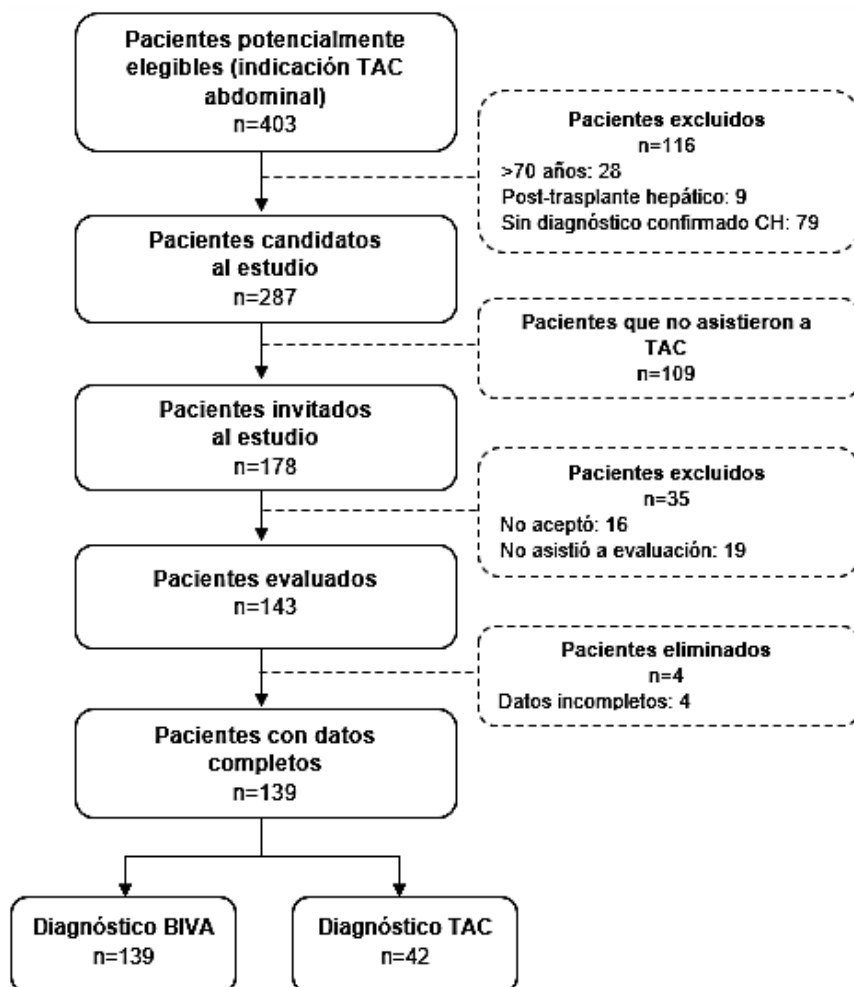 Pacientes potencialmente
elegibles (indicación TAC
abdominal)
n=403
Pacientes excluidos
n=116
>70 años: 28
Post-trasplante hepático: 9
Sin diagnóstico confirmado CH: 79
Pacientes candidatos
al estudio
n=287
Pacientes que no asistieron a
TAC
n=109
Pacientes invitados
al estudio
n=178
Pacientes excluidos
n=35
No aceptó: 16
No asistió a evaluación: 19
Pacientes evaluados
n=143
Pacientes eliminados
n=4
Datos incompletos: 4
Pacientes con datos
completos
n=139
Diagnóstico BIVA
n=139
Diagnóstico TAC
n=42